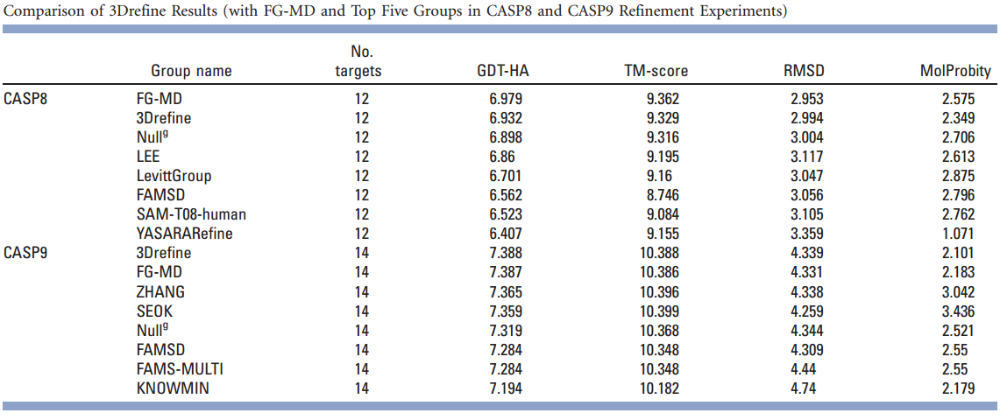 Comparison of 3Drefine Results (with FG-MD and Top Five Groups in CASP8 and CASP9 Refinement Experiments)
Group name No. targets GDT-HA TM-score RMSD MolProbity
CASP8 FG-MD 12 6.979 9.362 2.953 2.575
3Drefine 12 6.932 9.329 2.994 2.349
Nullᵍ 12 6.898 9.316 3.004 2.706
LEE 12 6.86 9.195 3.117 2.613
LevittGroup 12 6.701 9.16 3.047 2.875
FAMSD 12 6.562 8.746 3.056 2.796
SAM-T08-human 12 6.523 9.084 3.105 2.762
YASARARefine 12 6.407 9.155 3.359 1.071
CASP9 3Drefine 14 7.388 10.388 4.339 2.101
FG-MD 14 7.387 10.386 4.331 2.183
ZHANG 14 7.365 10.396 4.338 3.042
SEOK 14 7.359 10.399 4.259 3.436
Nullᵍ 14 7.319 10.368 4.344 2.521
FAMSD 14 7.284 10.348 4.309 2.55
FAMS-MULTI 14 7.284 10.348 4.44 2.55
KNOWMIN 14 7.194 10.182 4.74 2.179